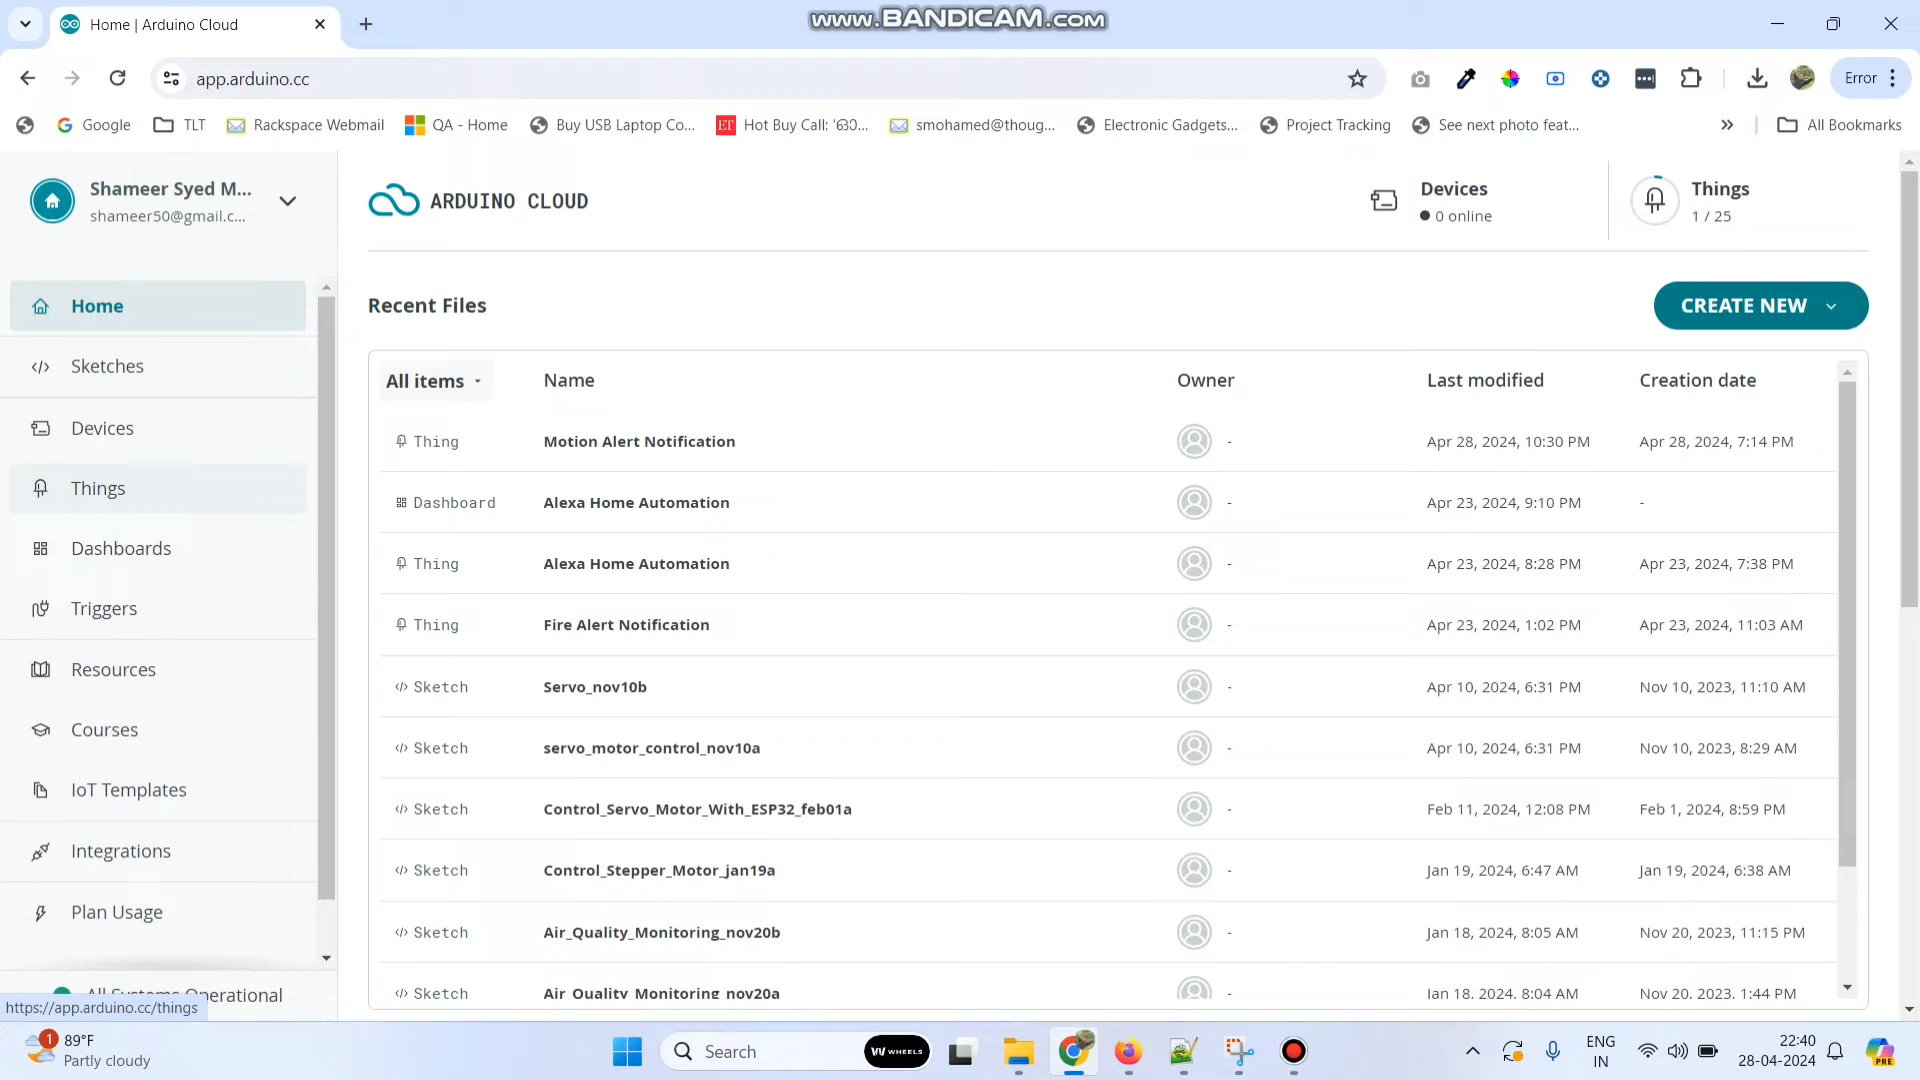 Home | Arduino Cloud
www.BANDICAM.com
app.arduino.cc
Error
Google
TLT
Rackspace Webmail
QA - Home
Buy USB Laptop Co...
Hot Buy Call: 
smohamed@thoug...
Electronic Gadgets...
Project Tracking
See next photo feat...
All Bookmarks
Shameer Syed M...
shameer50@gmail.c...
ARDUINO CLOUD
Devices
0 online
Things
1 / 25
Home
Sketches
Devices
Things
Dashboards
Triggers
Resources
Courses
IoT Templates
Integrations
Plan Usage
All Systems Operational
https://app.arduino.cc/things
Recent Files
CREATE NEW
All items Name Owner Last modified Creation date
Thing Motion Alert Notification - Apr 28, 2024, 10:30 PM Apr 28, 2024, 7:14 PM
Dashboard Alexa Home Automation - Apr 23, 2024, 9:10 PM -
Thing Alexa Home Automation - Apr 23, 2024, 8:28 PM Apr 23, 2024, 7:38 PM
Thing Fire Alert Notification - Apr 23, 2024, 1:02 PM Apr 23, 2024, 11:03 AM
Sketch Servo_nov10b - Apr 10, 2024, 6:31 PM Nov 10, 2023, 11:10 AM
Sketch servo_motor_control_nov10a - Apr 10, 2024, 6:31 PM Nov 10, 2023, 8:29 AM
Sketch Control_Servo_Motor_With_ESP32_feb01a - Feb 11, 2024, 12:08 PM Feb 1, 2024, 8:59 PM
Sketch Control_Stepper_Motor_jan19a - Jan 19, 2024, 6:47 AM Jan 19, 2024, 6:38 AM
Sketch Air_Quality_Monitoring_nov20b - Jan 18, 2024, 8:05 AM Nov 20, 2023, 11:15 PM
Sketch Air_Quality_Monitoring_nov20a - Jan 18, 2024, 8:04 AM Nov 20, 2023, 1:44 PM
1
89°F
Partly cloudy
Search
WHEELS
ENG
IN
22:40
28-04-2024
PRE